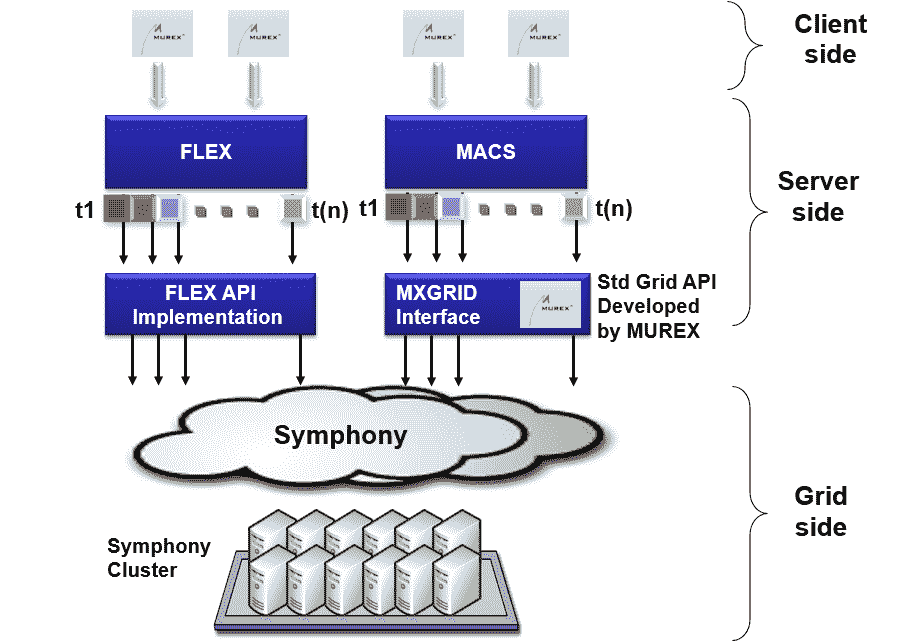 MUREX
MUREX
MUREX
MUREX
Client
side
FLEX
MACS
Server
side
t1
t(n)
t1
t(n)
FLEX API
Implementation
MXGRID
Interface
MUREX
Std Grid API
Developed
by MUREX
Symphony
Grid
side
Symphony
Cluster